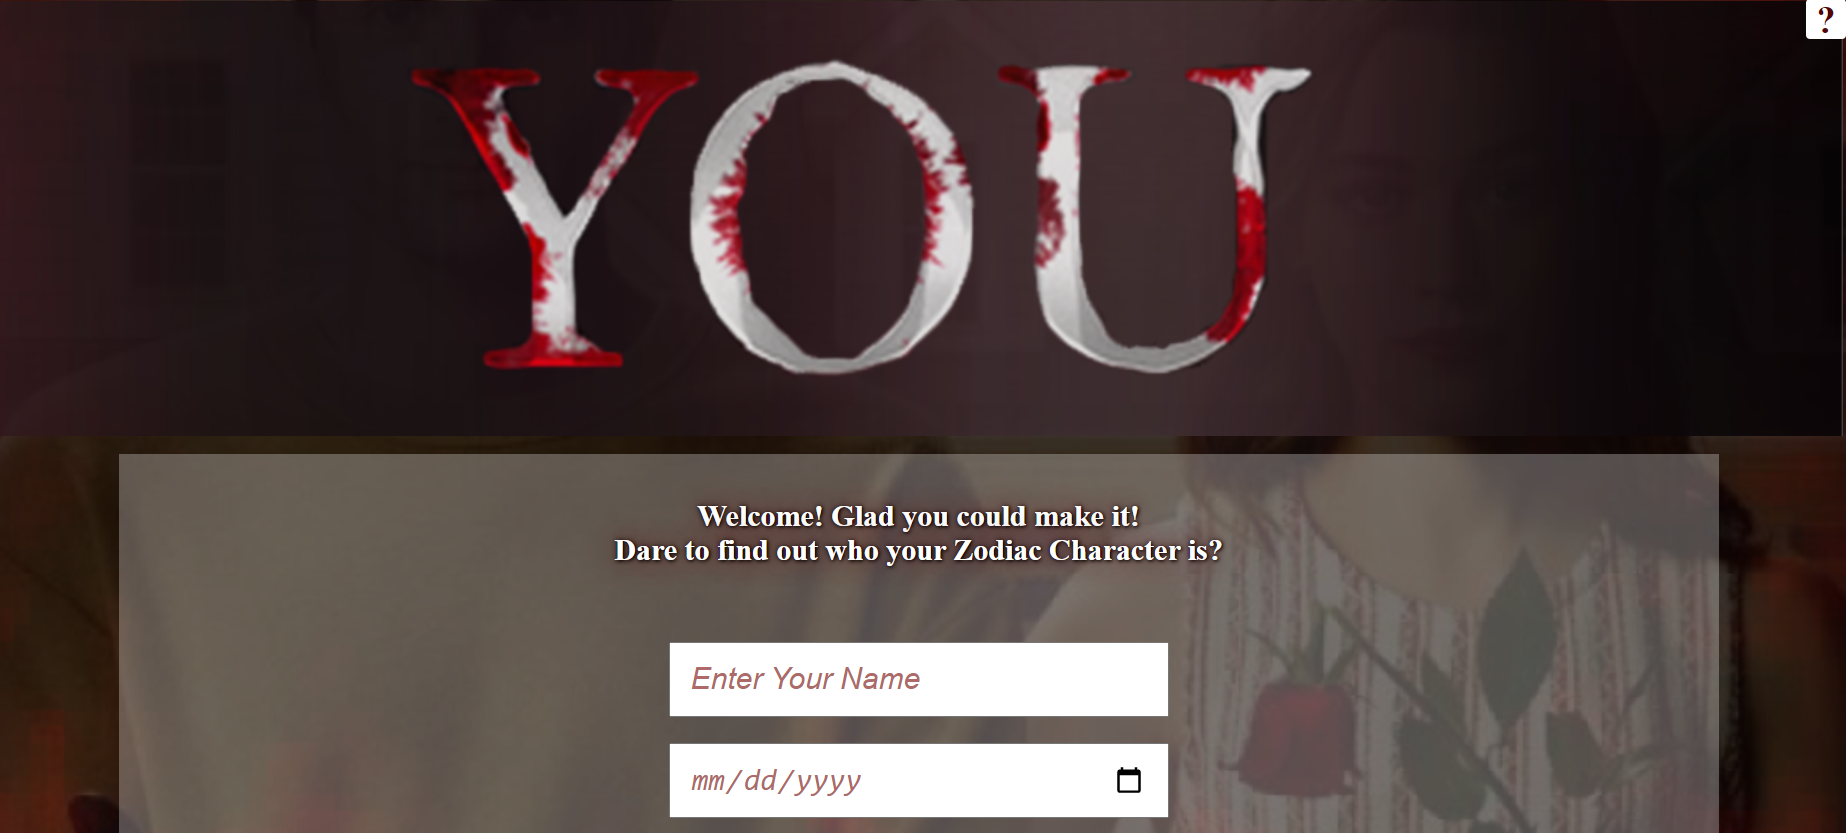 ?
YOU
Welcome! Glad you could make it!
Dare to find out who your Zodiac Character is?
Enter Your Name
mm/dd/yyyy